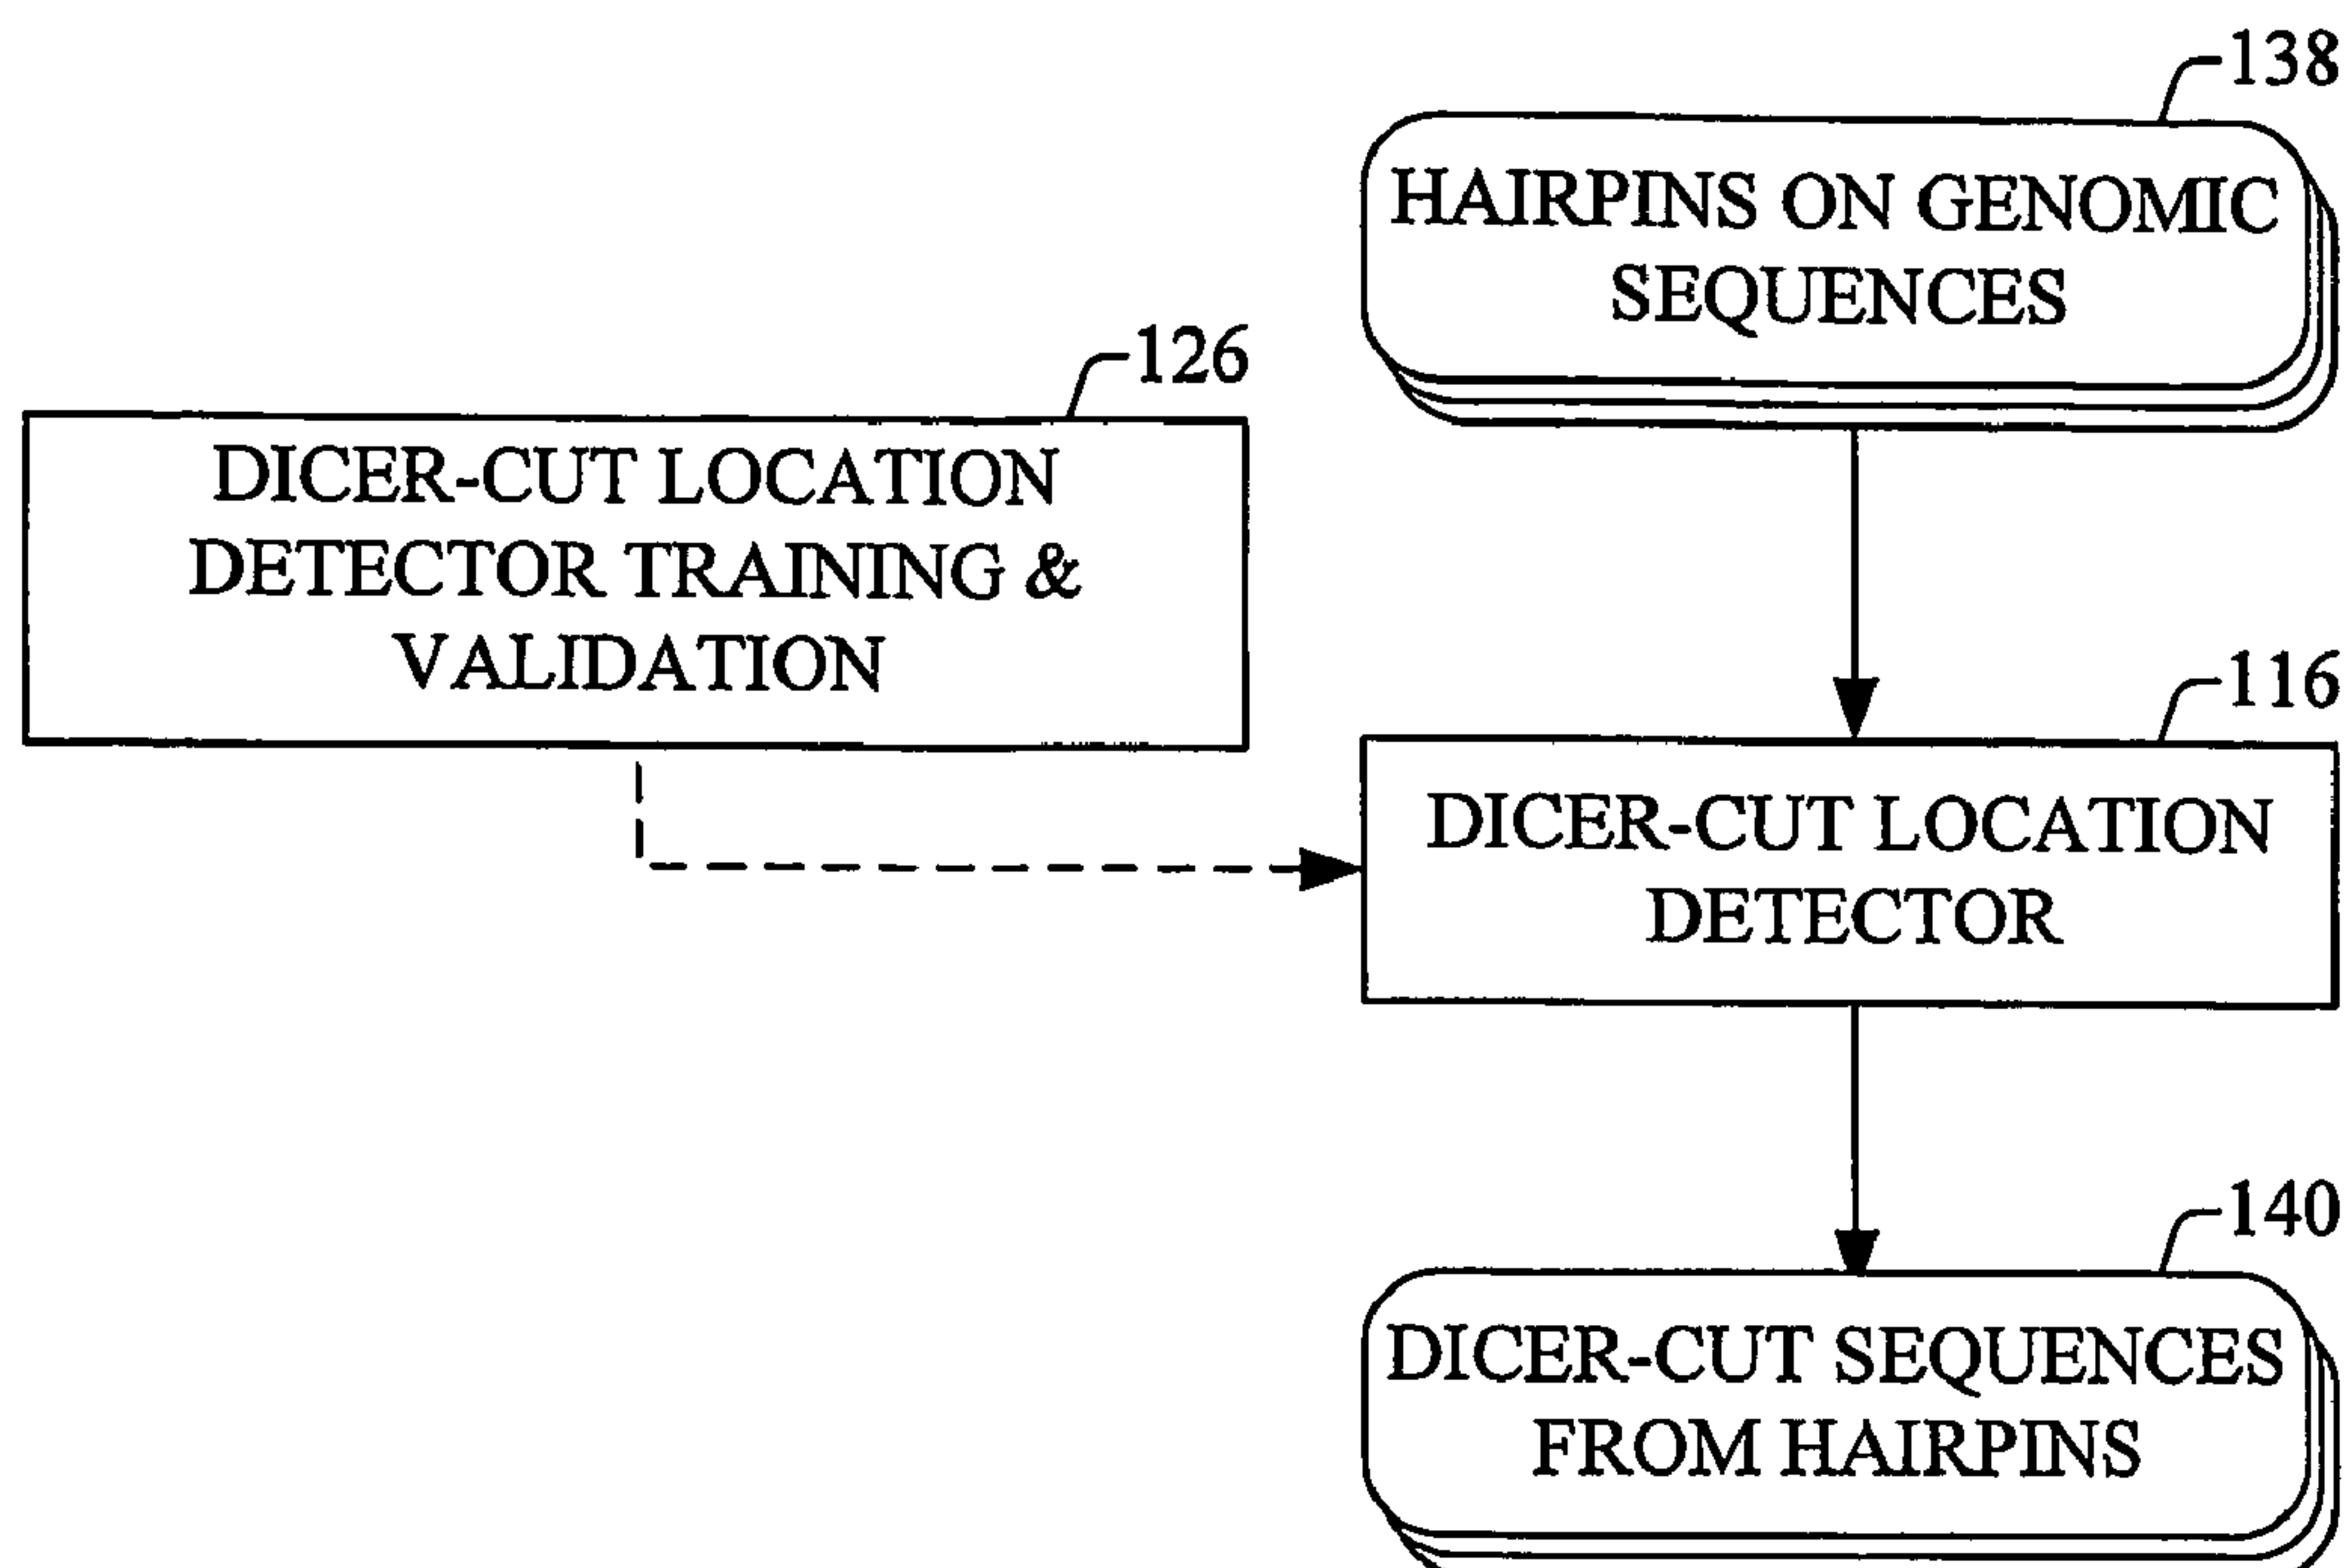 138
HAIRPINS ON GENOMIC
SEQUENCES
126
DICER-CUT LOCATION
DETECTOR TRAINING &
VALIDATION
116
DICER-CUT LOCATION
DETECTOR
140
DICER-CUT SEQUENCES
FROM HAIRPINS